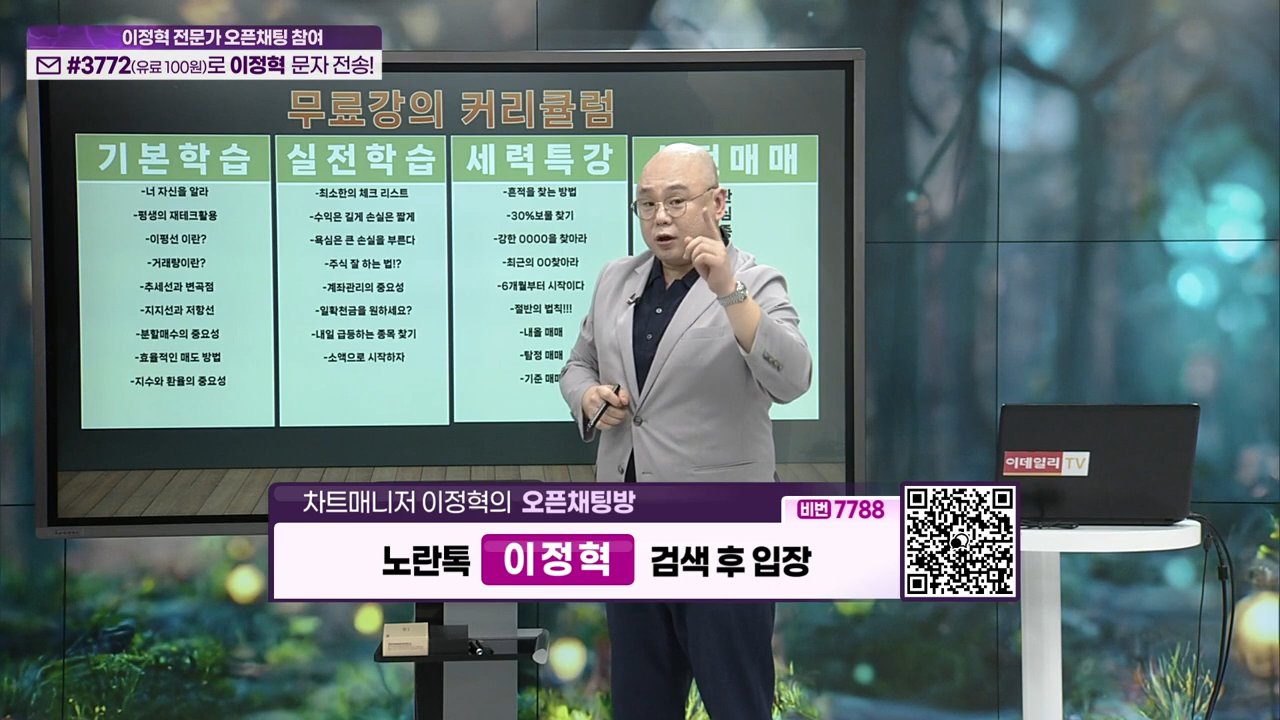 이정혁 전문가 오픈채팅 참여
#3772(유료 100원)로 이정혁 문자 전송!
무료강의 커리큘럼
기본학습
-너 자신을 알라
-평생의 재테크활용
-이평선 이란?
-거래량이란?
-추세선과 변곡점
-지지선과 저항선
-분할매수의 중요성
-효율적인 매도 방법
-지수와 환율의 중요성
실전학습
-최소한의 체크 리스트
-수익은 길게 손실은 짧게
-욕심은 큰 손실을 부른다
-주식 잘 하는 법!?
-계좌관리의 중요성
-일확천금을 원하세요?
-내일 급등하는 종목 찾기
-소액으로 시작하자
세력특강
-흔적을 찾는 방법
-30%보물 찾기
-강한 0000을 찾아라
-최근의 00찾아라
-6개월부터 시작이다
-절반의 법칙!!!
-내올 매매
-탐정 매매
-기준 매매
매매
이데일리TV
차트매니저 이정혁의 오픈채팅방
비번 7788
노란톡 이정혁 검색 후 입장